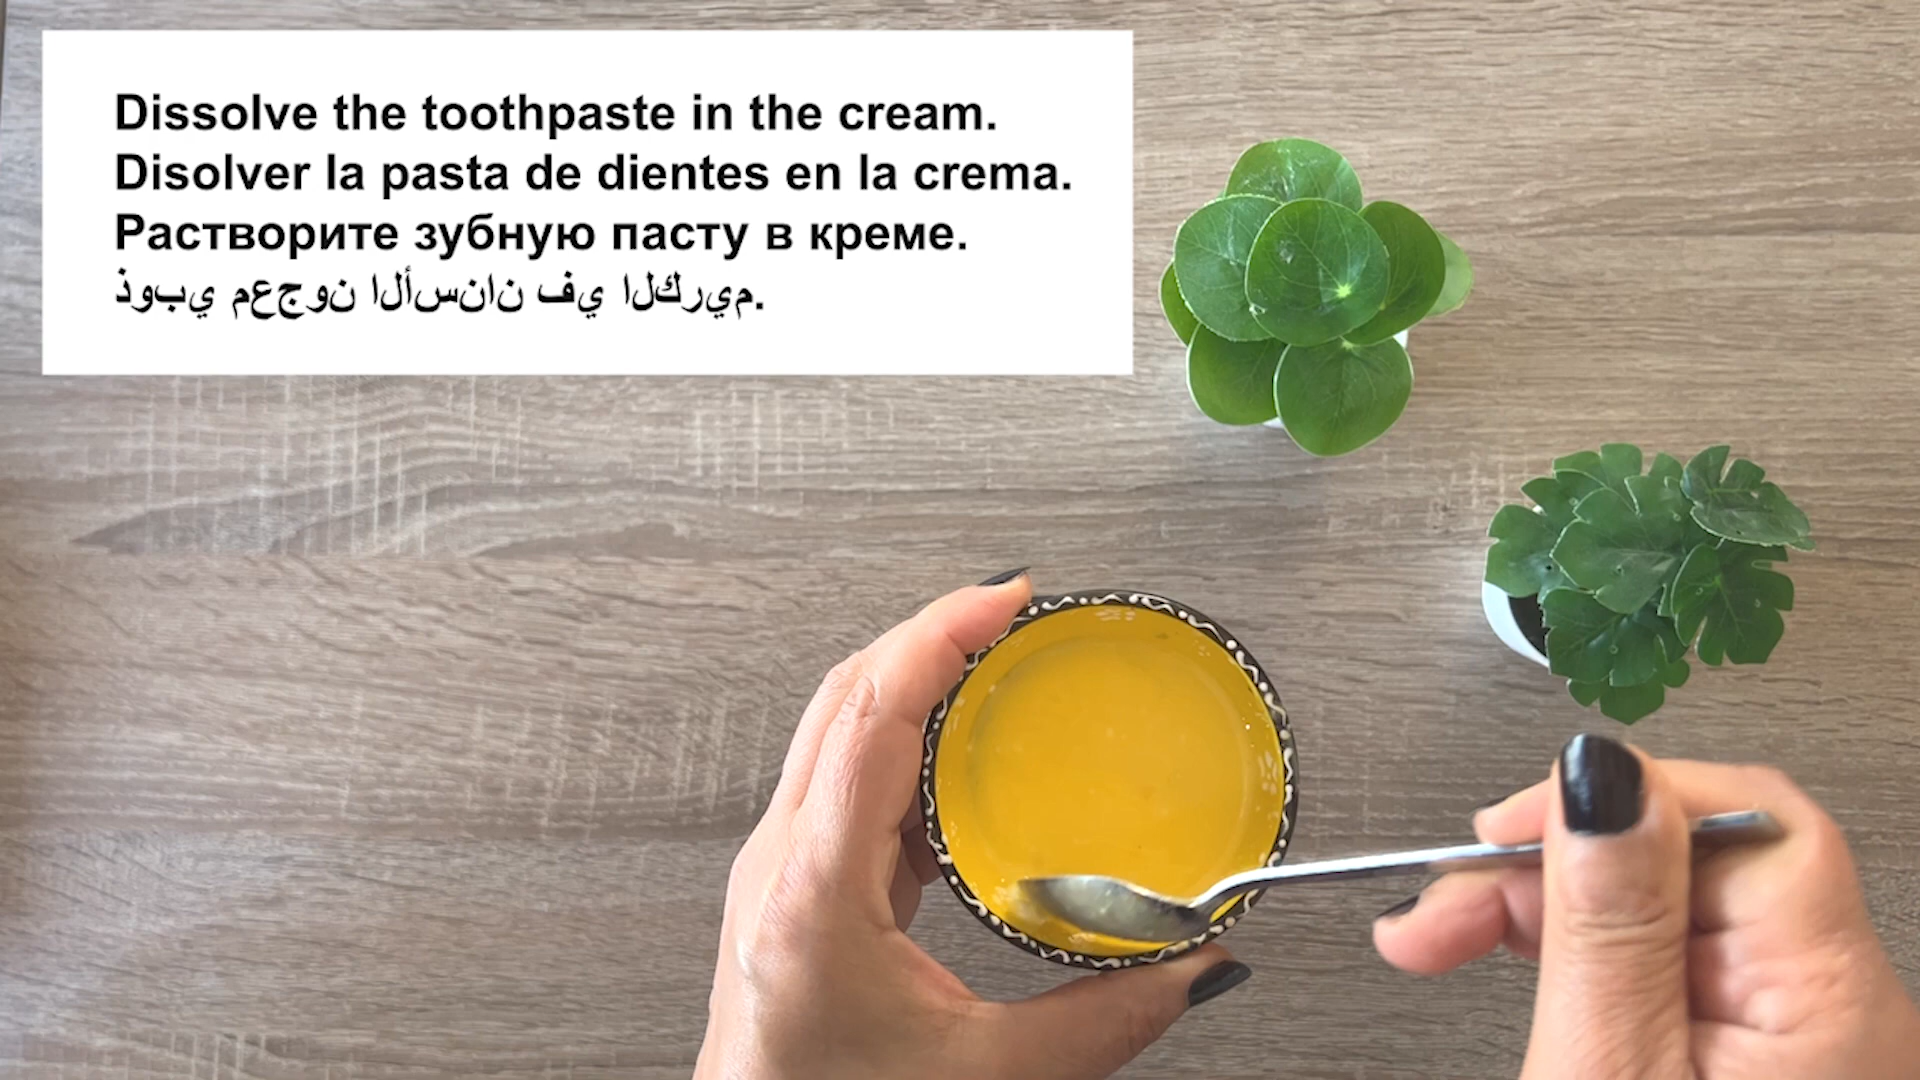 Dissolve the toothpaste in the cream.
Disolver la pasta de dientes en la crema.
Растворите зубную пасту в креме.
ذوبي معجون الأسنان في الكريم.